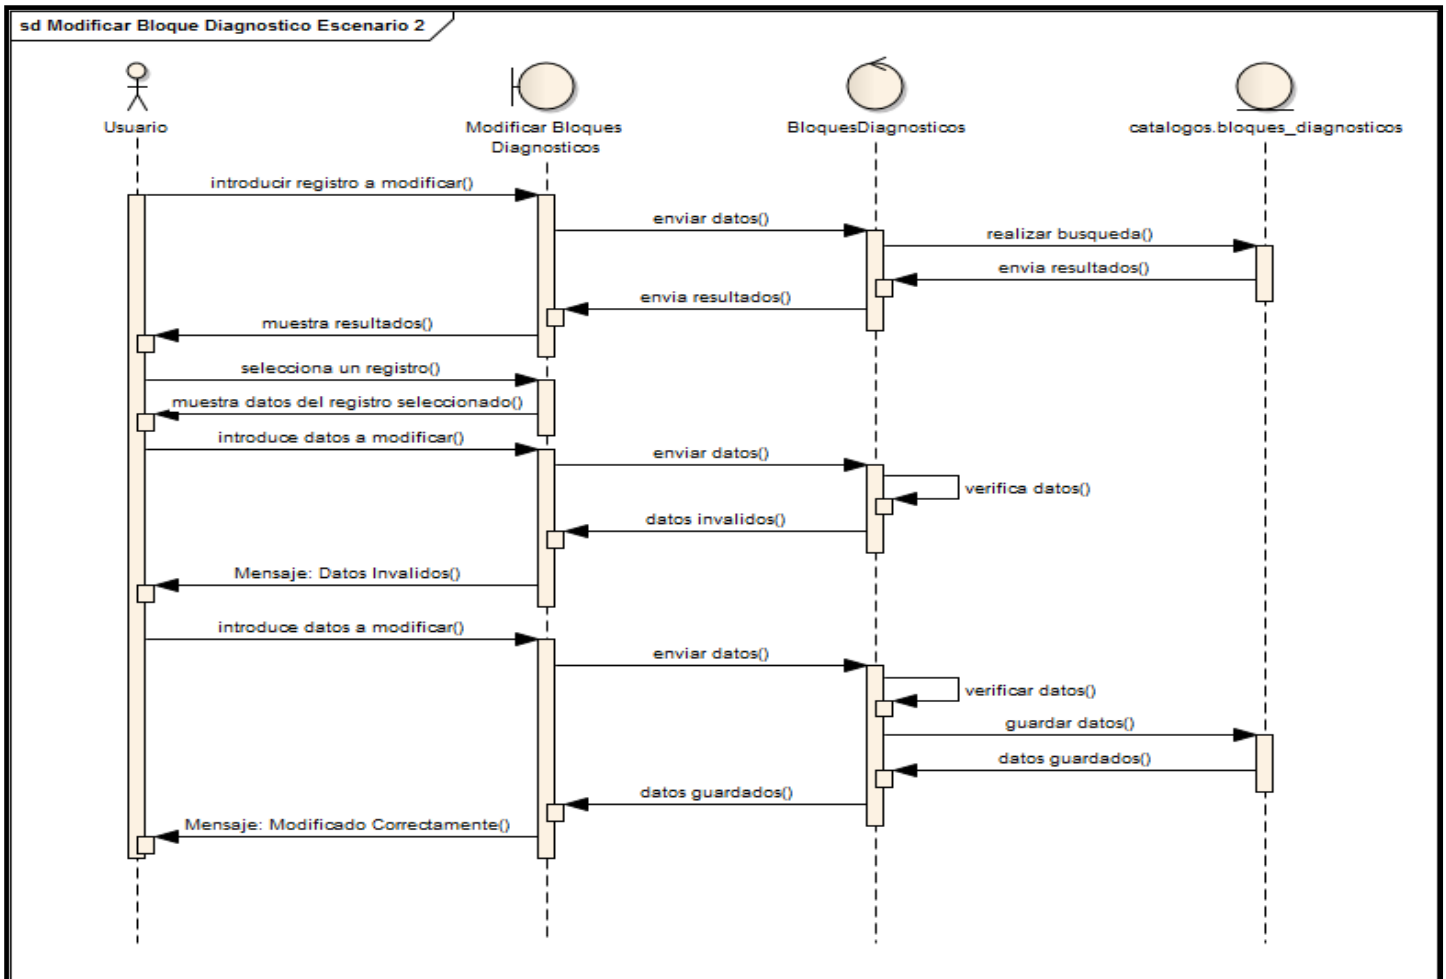 sd Modificar Bloque Diagnostico Escenario 2
Usuario
Modificar Bloques
Diagnosticos
BloquesDiagnosticos
catalogos.bloques_diagnosticos
introducir registro a modificar()
enviar datos()
realizar busqueda()
envia resultados()
envia resultados()
muestra resultados()
selecciona un registro()
muestra datos del registro seleccionado()
introduce datos a modificar()
enviar datos()
verifica datos()
datos invalidos()
Mensaje: Datos Invalidos()
introduce datos a modificar()
enviar datos()
verificar datos()
guardar datos()
datos guardados()
datos guardados()
Mensaje: Modificado Correctamente()